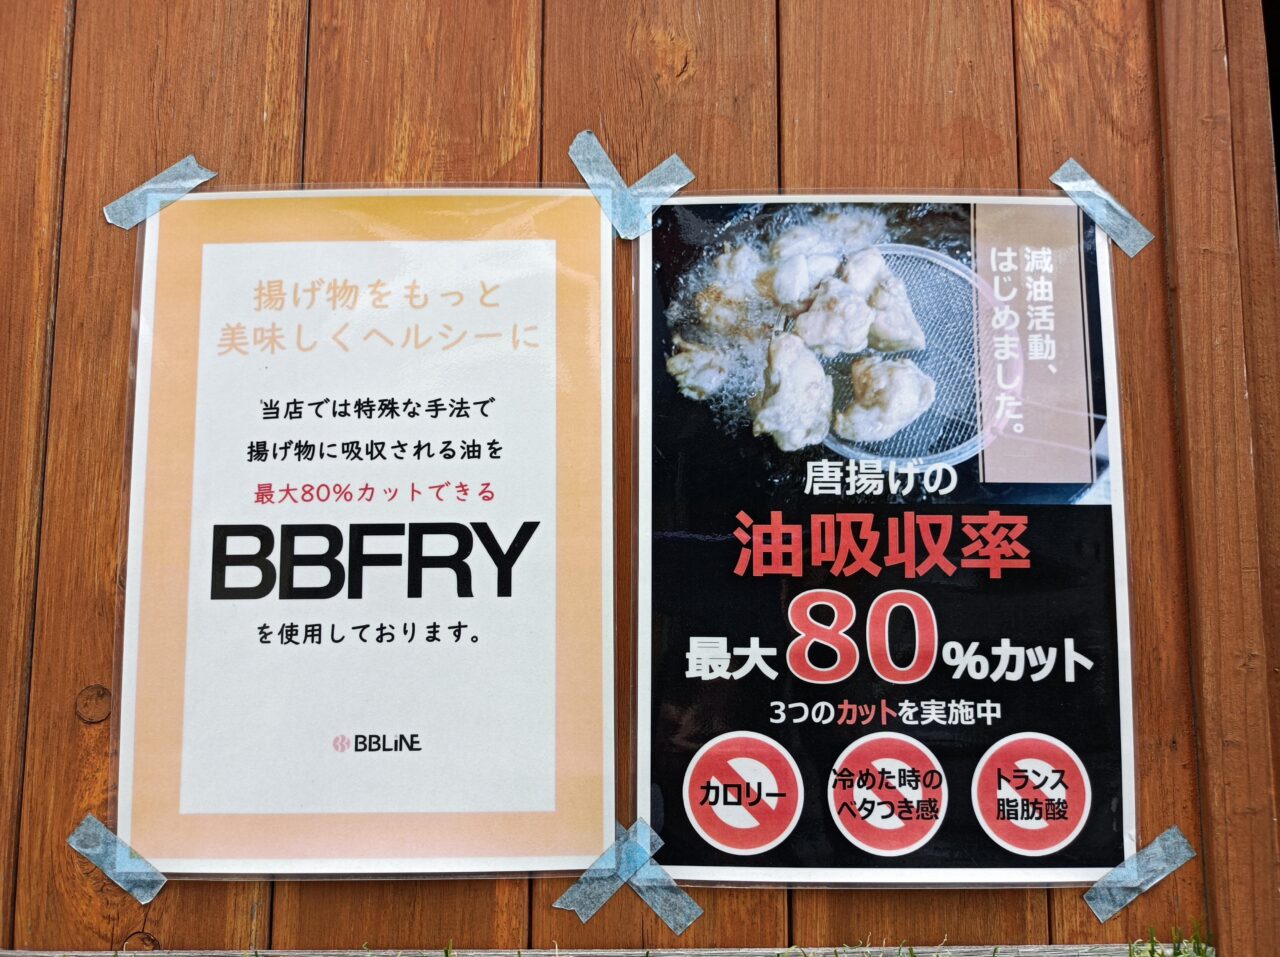 揚げ物をもっと
美味しくヘルシーに
当店では特殊な手法で
揚げ物に吸収される油を
最大80%カットできる
BBFRY
を使用しております。
BBLiNE
減油活動、
はじめました。
唐揚げの
油吸収率
最大80%カット
3つのカットを実施中
カロリー
冷めた時の
ベタつき感
トランス
脂肪酸